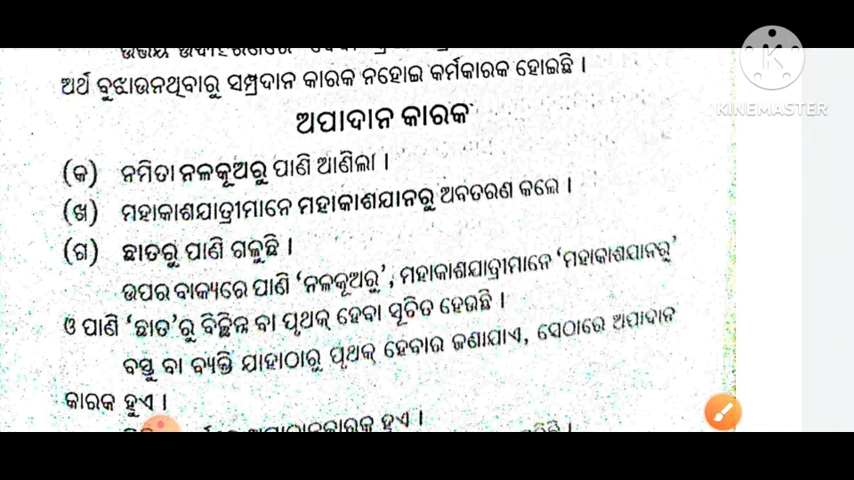 ଅର୍ଥ ବୁଝାଉନଥିବାରୁ ସମ୍ପ୍ରଦାନ କାରକ ନହୋଇ କର୍ମକାରକ ହୋଇଛି ।
ଅପାଦାନ କାରକ
(କ) ନମିତା ନଳକୂଅରୁ ପାଣି ଆଣିଲା ।
(ଖ) ମହାକାଶଯାତ୍ରୀମାନେ ମହାକାଶଯାନରୁ ଅବତରଣ କଲେ ।
(ଗ) ଛାତରୁ ପାଣି ଗଳୁଛି ।
ଉପର ବାକ୍ୟରେ ପାଣି ‘ନଳକୂଅରୁ’, ମହାକାଶଯାତ୍ରୀମାନେ ‘ମହାକାଶଯାନରୁ’
ଓ ପାଣି ‘ଛାତ’ରୁ ବିଚ୍ଛିନ୍ନ ବା ପୃଥକ୍ ହେବା ସୂଚିତ ହେଉଛି ।
ବସ୍ତୁ ବା ବ୍ୟକ୍ତି ଯାହାଠାରୁ ପୃଥକ୍ ହେବାର ଜଣାଯାଏ, ସେଠାରେ ଅପାଦାନ
କାରକ ହୁଏ ।
ହୁଏ ।
KINEMASTER